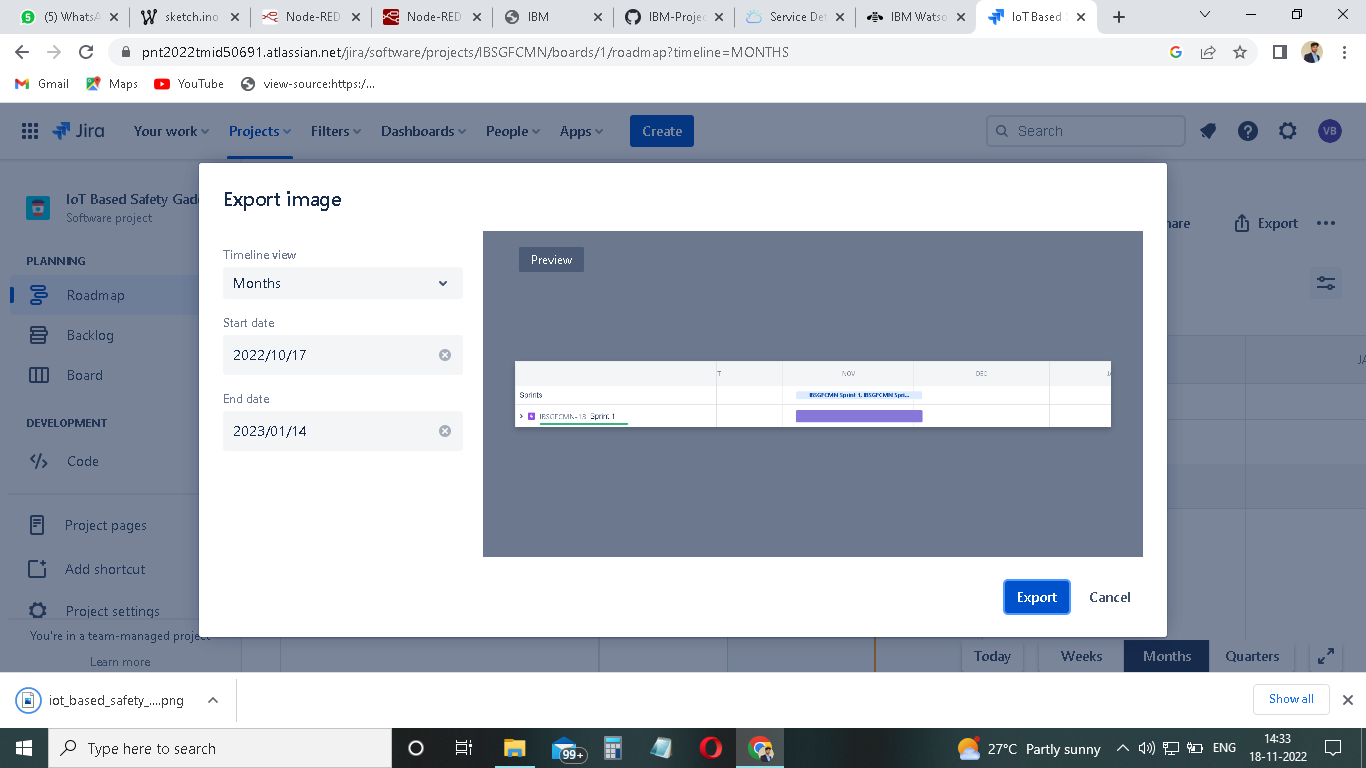 (5) WhatsA
sketch.ino
Node-RED
Node-RED
IBM
IBM-Projec
Service Det
IBM Watso
IoT Based S
pnt2022tmid50691.atlassian.net/jira/software/projects/IBSGFCMN/boards/1/roadmap?timeline=MONTHS
Gmail
Maps
YouTube
view-source:https:/...
Jira
Your work
Projects
Filters
Dashboards
People
Apps
Create
Search
VB
IoT Based Safety Gad
Software project
PLANNING
Roadmap
Backlog
Board
DEVELOPMENT
Code
Project pages
Add shortcut
Project settings
You're in a team-managed project
Learn more
hare
Export
JA
Export image
Timeline view
Months
Start date
2022/10/17
End date
2023/01/14
Preview
T
NOV
DEC
JA
Sprints
IBSGFCMN Sprint 1, IBSGFCMN Spri...
IBSGFCMN-13 Sprint 1
Export
Cancel
Today
Weeks
Months
Quarters
iot_based_safety_....png
Show all
Type here to search
99+
27°C Partly sunny
ENG
14:33
18-11-2022